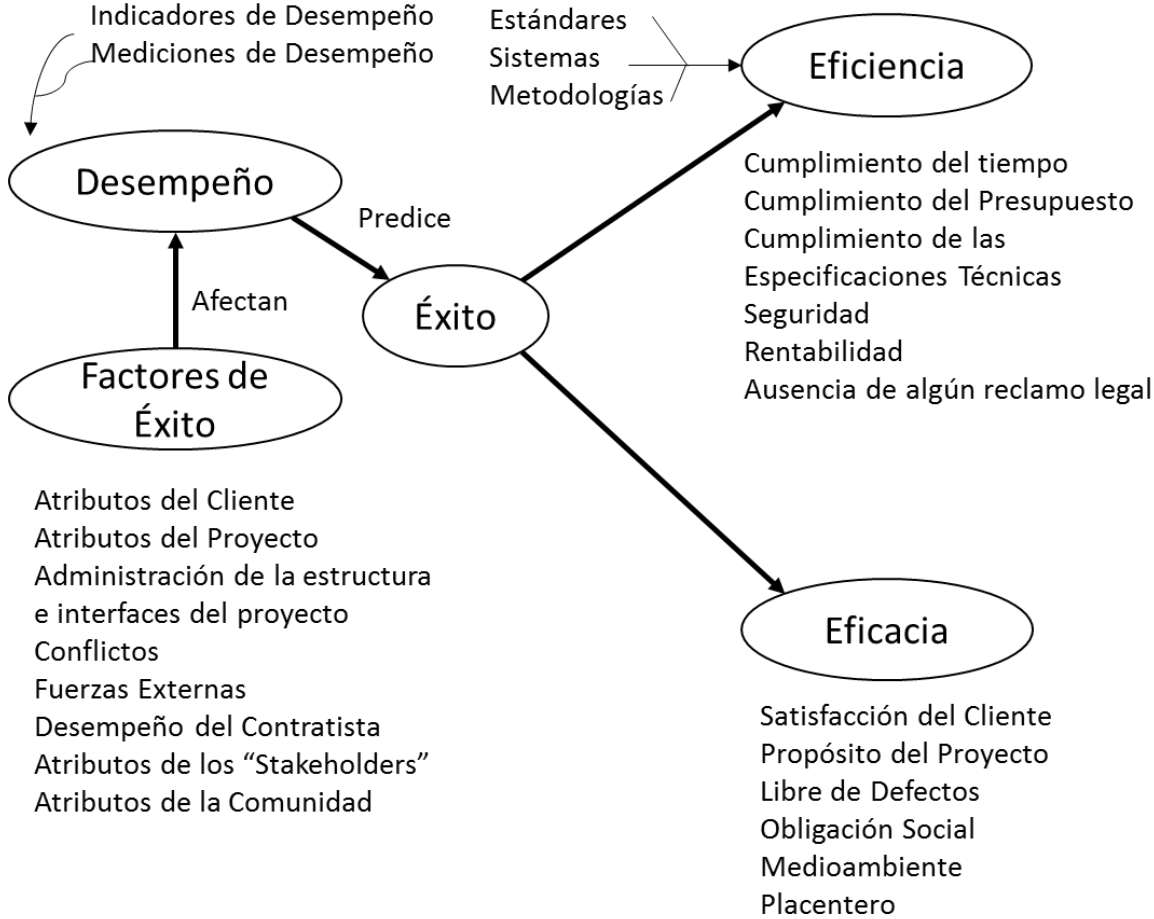 Indicadores de Desempeño
Mediciones de Desempeño
Estándares
Sistemas
Metodologías
Eficiencia
Desempeño
Predice
Cumplimiento del tiempo
Cumplimiento del Presupuesto
Cumplimiento de las
Especificaciones Técnicas
Seguridad
Rentabilidad
Ausencia de algún reclamo legal
Afectan
Éxito
Factores de
Éxito
Atributos del Cliente
Atributos del Proyecto
Administración de la estructura
e interfaces del proyecto
Conflictos
Fuerzas Externas
Desempeño del Contratista
Atributos de los “Stakeholders”
Atributos de la Comunidad
Eficacia
Satisfacción del Cliente
Propósito del Proyecto
Libre de Defectos
Obligación Social
Medioambiente
Placentero